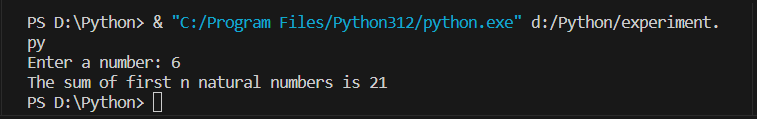 PS D:\Python> & "C:/Program Files/Python312/python.exe" d:/Python/experiment.
py
Enter a number: 6
The sum of first n natural numbers is 21
PS D:\Python>